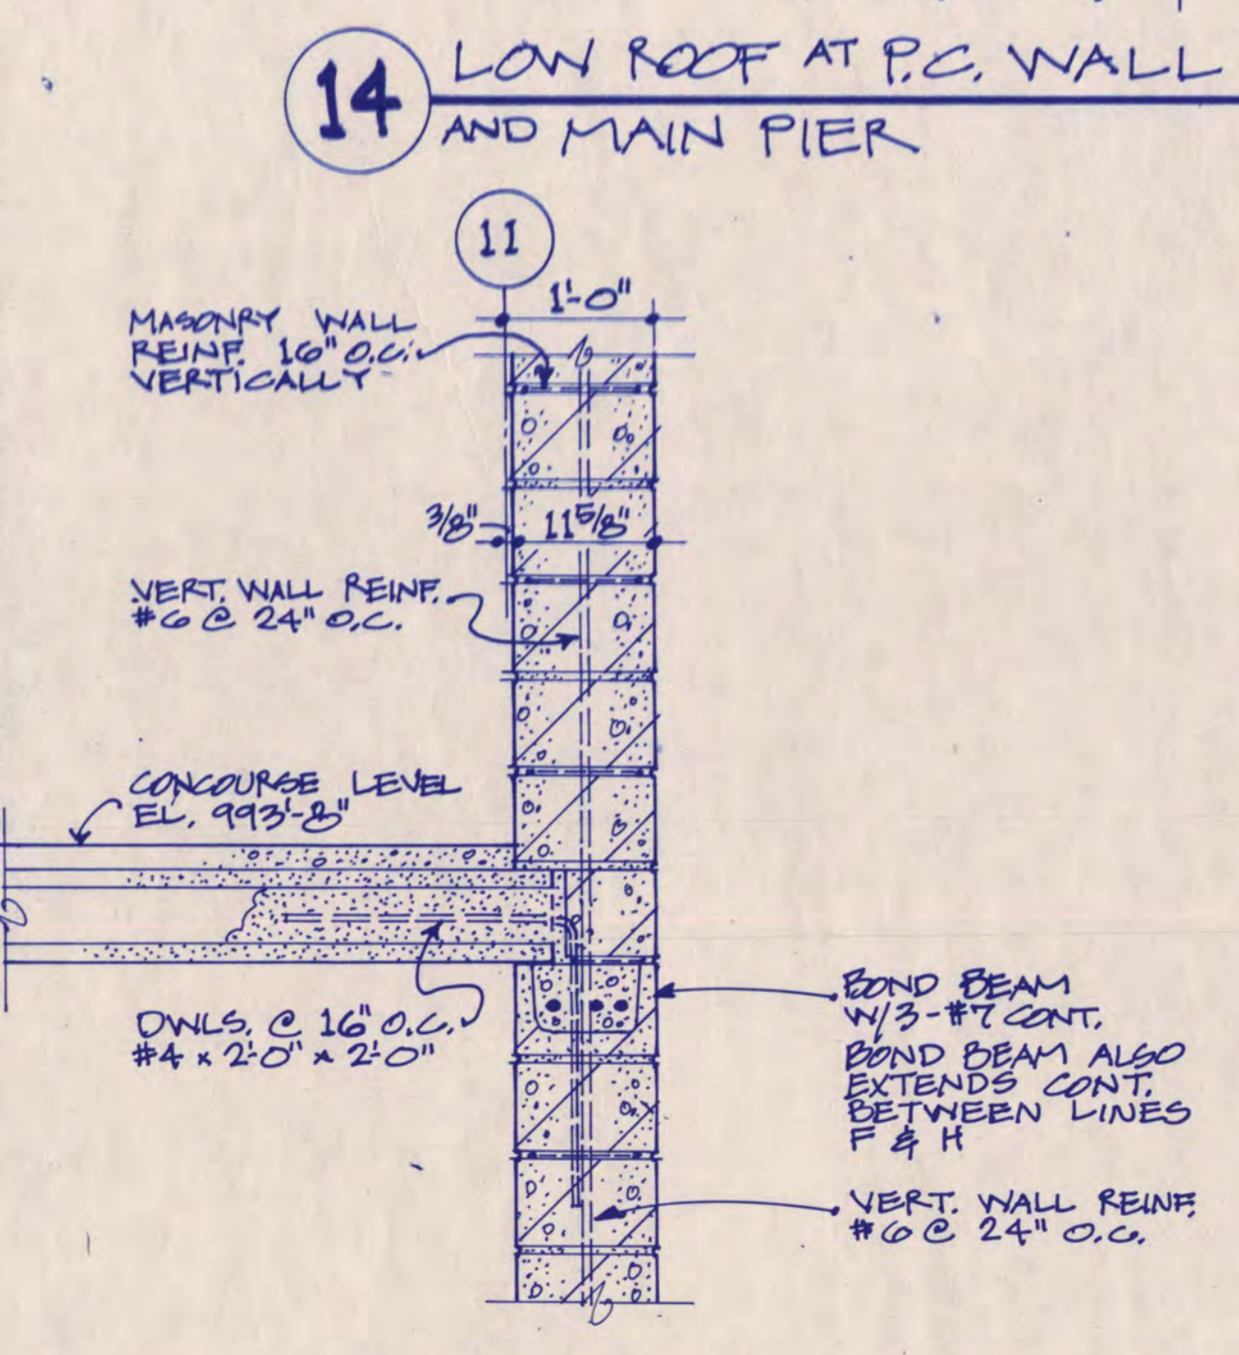 14
LOW ROOF AT P.C. WALL
AND MAIN PIER
11
1'-0"
MASONRY WALL
REINF. 16" O.C.
VERTICALLY
3/8"
11 5/8"
VERT. WALL REINF.
#6 @ 24" O.C.
CONCOURSE LEVEL
EL. 993'-8"
DWLS. @ 16" O.C.
#4 x 2'-0" x 2'-0"
BOND BEAM
W/3-#7 CONT.
BOND BEAM ALSO
EXTENDS CONT.
BETWEEN LINES
F & H
VERT. WALL REINF.
#6 @ 24" O.C.